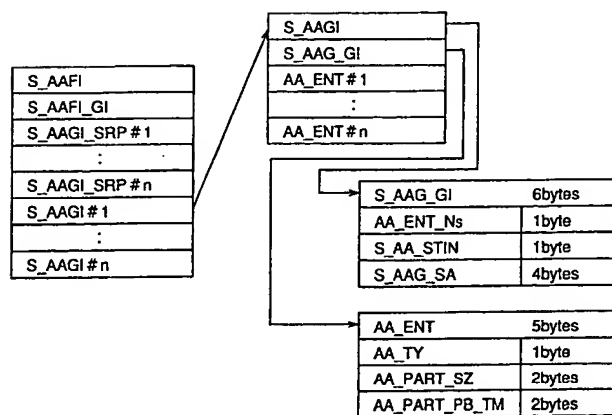 S_AAFI
S_AAFI_GI
S_AAGI_SRP#1
:
S_AAGI_SRP#n
S_AAGI#1
:
S_AAGI#n
S_AAGI
S_AAG_GI
AA_ENT#1
:
AA_ENT#n
S_AAG_GI 6bytes
AA_ENT_Ns 1byte
S_AA_STIN 1byte
S_AAG_SA 4bytes
AA_ENT 5bytes
AA_TY 1byte
AA_PART_SZ 2bytes
AA_PART_PB_TM 2bytes